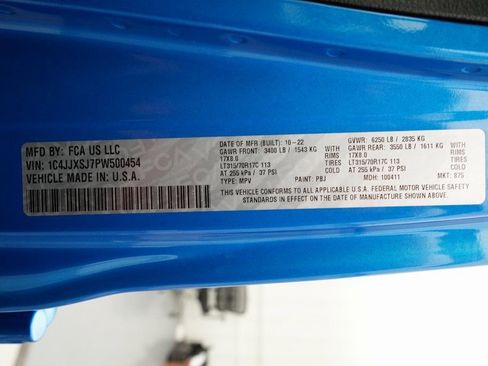 MFD BY: FCA US LLC
VIN: 1C4JJXSJ7PW500454
VEHICLE MADE IN: U.S.A.
DATE OF MFR (BUILT): 10-22
GVWR: 6250 LB / 2835 KG
GAWR FRONT: 3400 LB / 1543 KG WITH
GAWR REAR: 3550 LB / 1611 KG WITH
17X8.0 RIMS
17X8.0 RIMS
LT315/70R17C 113 TIRES
LT315/70R17C 113 TIRES
AT 255 kPa / 37 PSI COLD
AT 255 kPa / 37 PSI COLD
TYPE: MPV PAINT: PBJ MDH: 100411 MKT: 875
THIS VEHICLE CONFORMS TO ALL APPLICABLE U.S.A. FEDERAL MOTOR VEHICLE SAFETY
STANDARDS IN EFFECT ON THE DATE OF MANUFACTURE SHOWN ABOVE.